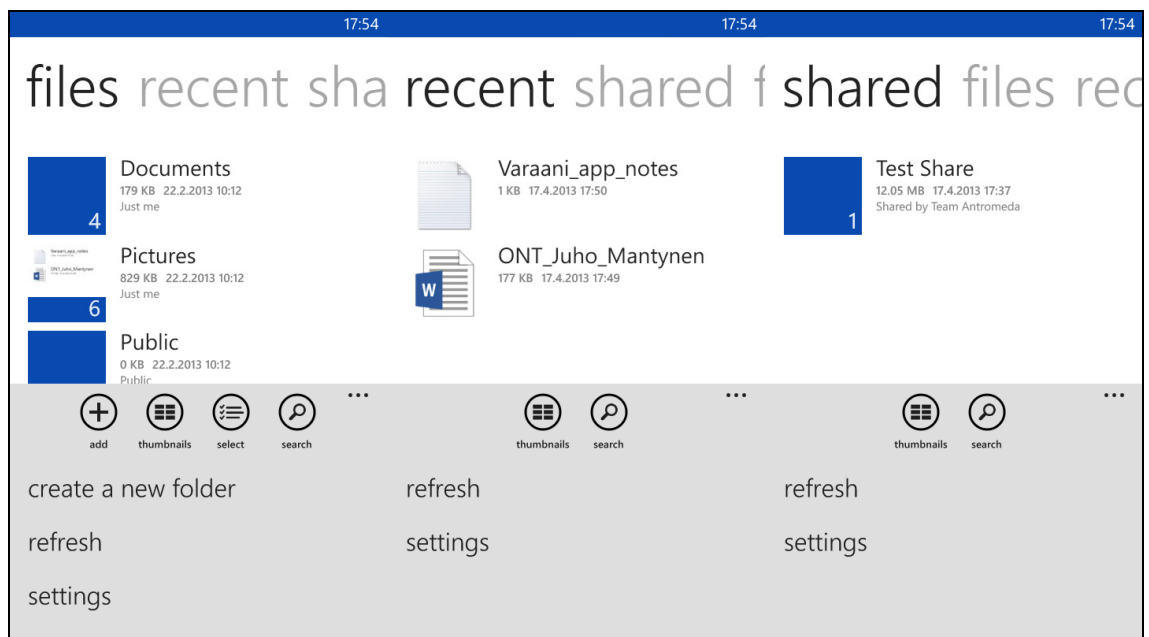 17:54
files recent sha
4
Documents
179 KB 22.2.2013 10:12
Just me
Varaani_app_notes
ONT_Juho_Mantynen
6
Pictures
829 KB 22.2.2013 10:12
Just me
Public
0 KB 22.2.2013 10:12
Public
add thumbnails select search
create a new folder
refresh
settings
17:54
recent shared f
Varaani_app_notes
1 KB 17.4.2013 17:50
W
ONT_Juho_Mantynen
177 KB 17.4.2013 17:49
thumbnails search
refresh
settings
17:54
shared files rec
1
Test Share
12.05 MB 17.4.2013 17:37
Shared by Team Antromeda
thumbnails search
refresh
settings